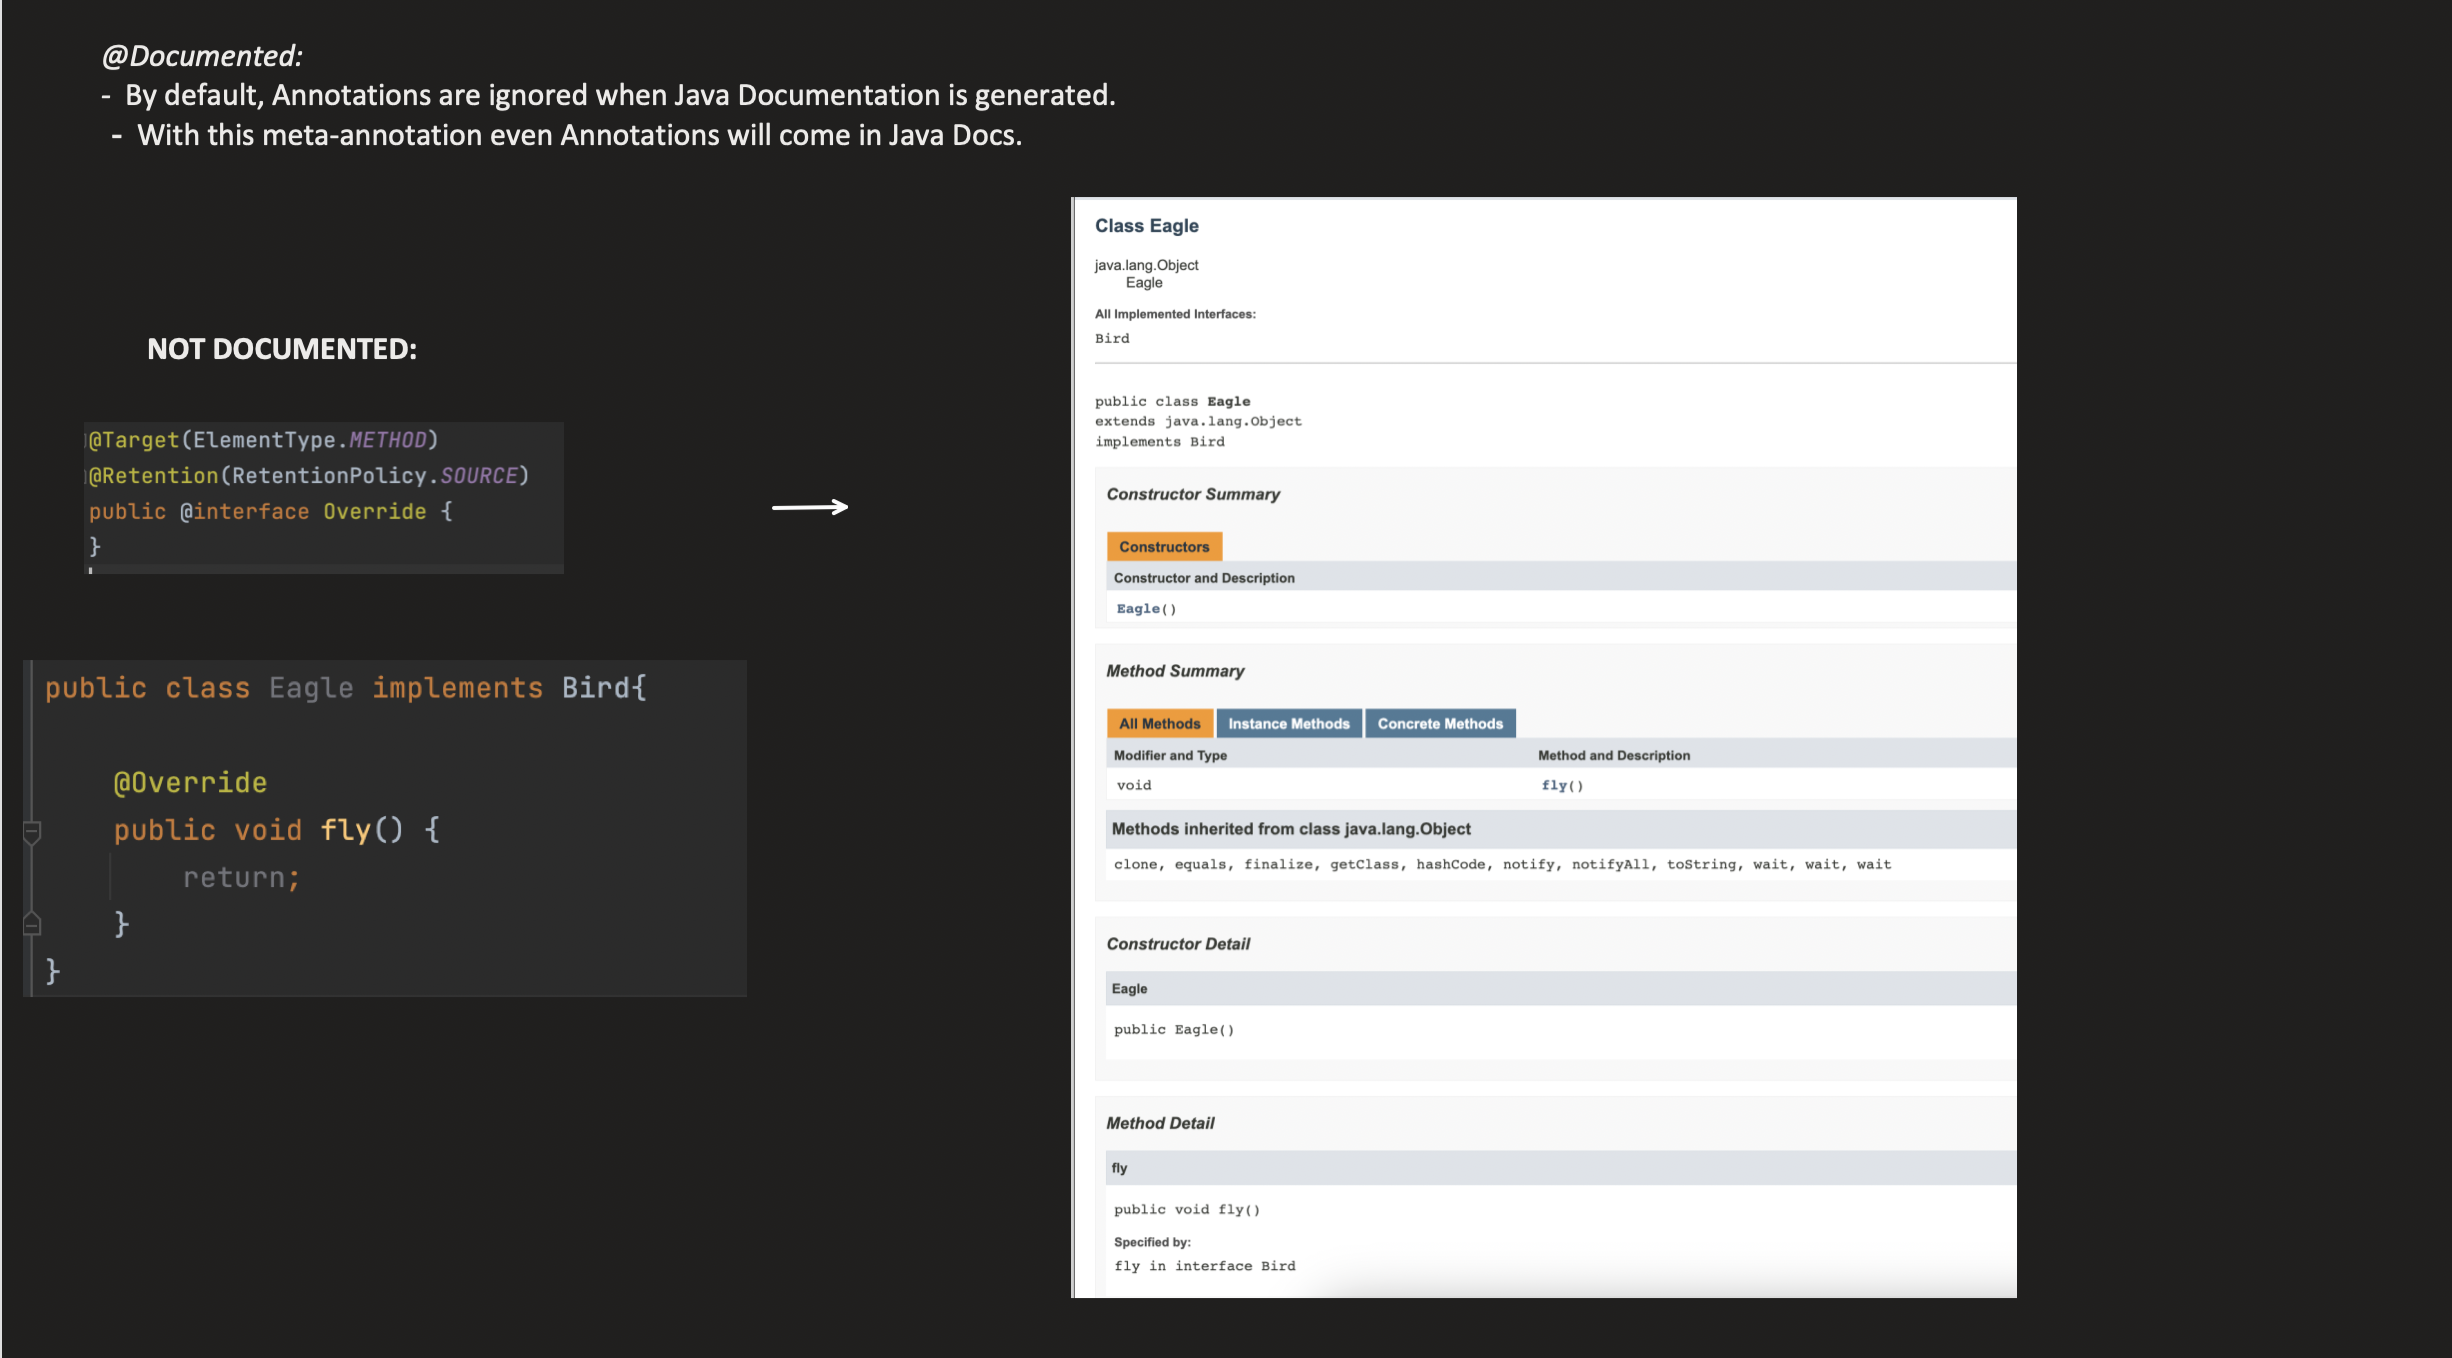 @Documented:
- By default, Annotations are ignored when Java Documentation is generated.
- With this meta-annotation even Annotations will come in Java Docs.
NOT DOCUMENTED:
@Target(ElementType.METHOD)
@Retention(RetentionPolicy.SOURCE)
public @interface Override {
}
public class Eagle implements Bird{
@Override
public void fly() {
return;
}
}
Class Eagle
java.lang.Object
Eagle
All Implemented Interfaces:
Bird
public class Eagle
extends java.lang.Object
implements Bird
Constructor Summary
Constructors
Constructor and Description
Eagle()
Method Summary
All Methods Instance Methods Concrete Methods
Modifier and Type Method and Description
void fly()
Methods inherited from class java.lang.Object
clone, equals, finalize, getClass, hashCode, notify, notifyAll, toString, wait, wait, wait
Constructor Detail
Eagle
public Eagle()
Method Detail
fly
public void fly()
Specified by:
fly in interface Bird